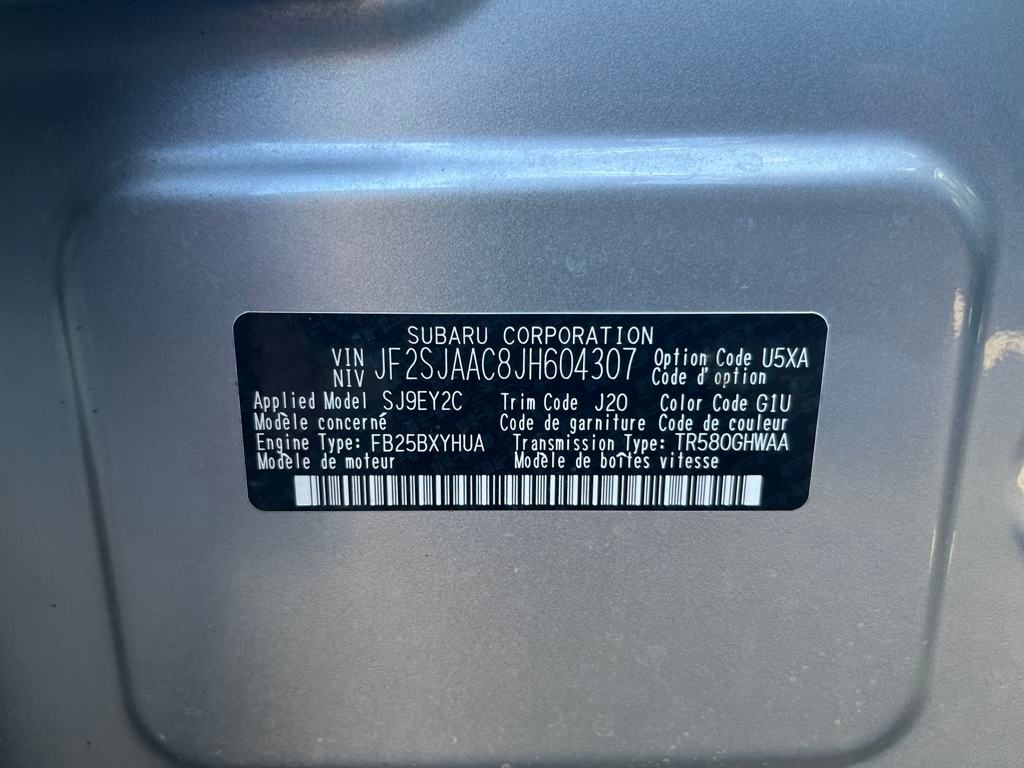 SUBARU CORPORATION
VIN NIV JF2SJAAC8JH604307 Option Code U5XA
Code d'option
Applied Model SJ9EY2C Trim Code J20 Color Code G1U
Modèle concerné Code de garniture Code de couleur
Engine Type: FB25BXYHUA Transmission Type: TR580GHWAA
Modèle de moteur Modèle de boîtes vitesse